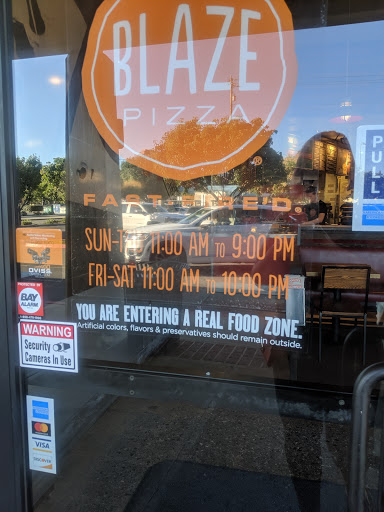 BLAZE
PIZZA
FAST-FIRE'D.
SUN-THU 11:00 AM TO 9:00 PM
FRI-SAT 11:00 AM TO 10:00 PM
YOU ARE ENTERING A REAL FOOD ZONE.
Artificial colors, flavors & preservatives should remain outside.
PULL
BAY
ALARM
WARNING
Security
Cameras In Use
VISA
DISCOVER